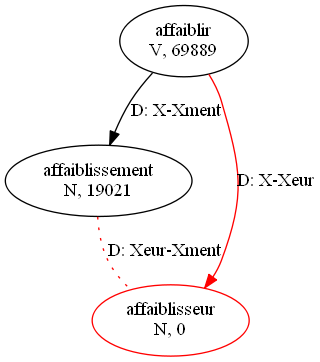 affaiblir
V, 69889
D: X-Xment
affaiblissement
N, 19021
D: X-Xeur
D: Xeur-Xment
affaiblisseur
N, 0